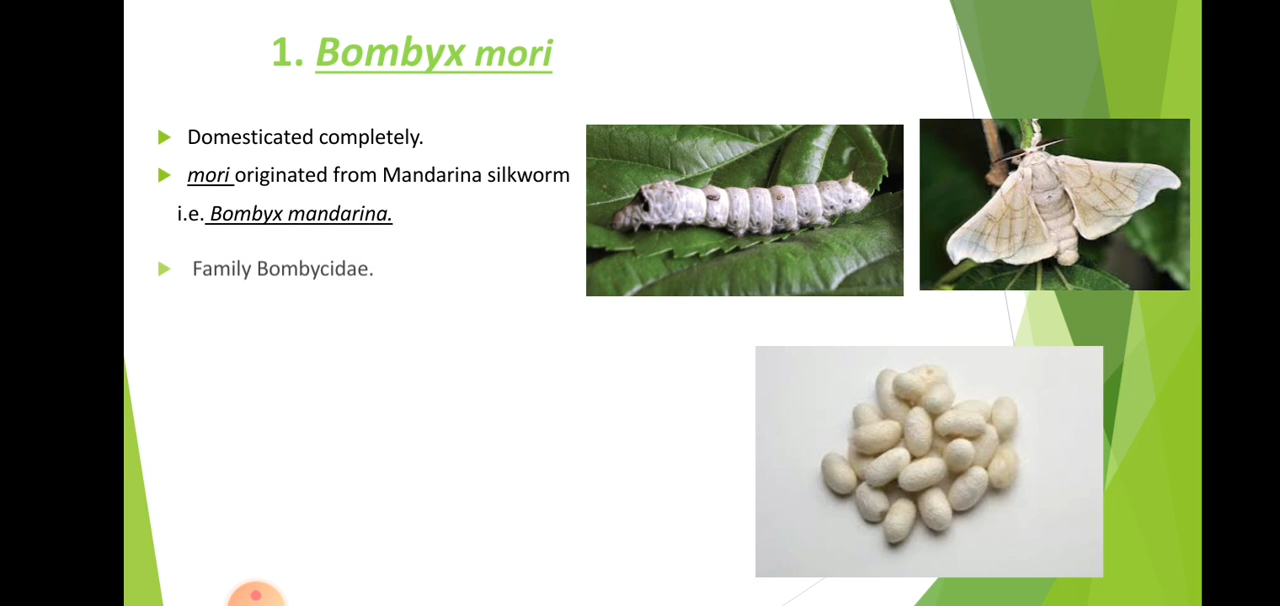 1. Bombyx mori
Domesticated completely.
mori originated from Mandarina silkworm
i.e. Bombyx mandarina.
Family Bombycidae.